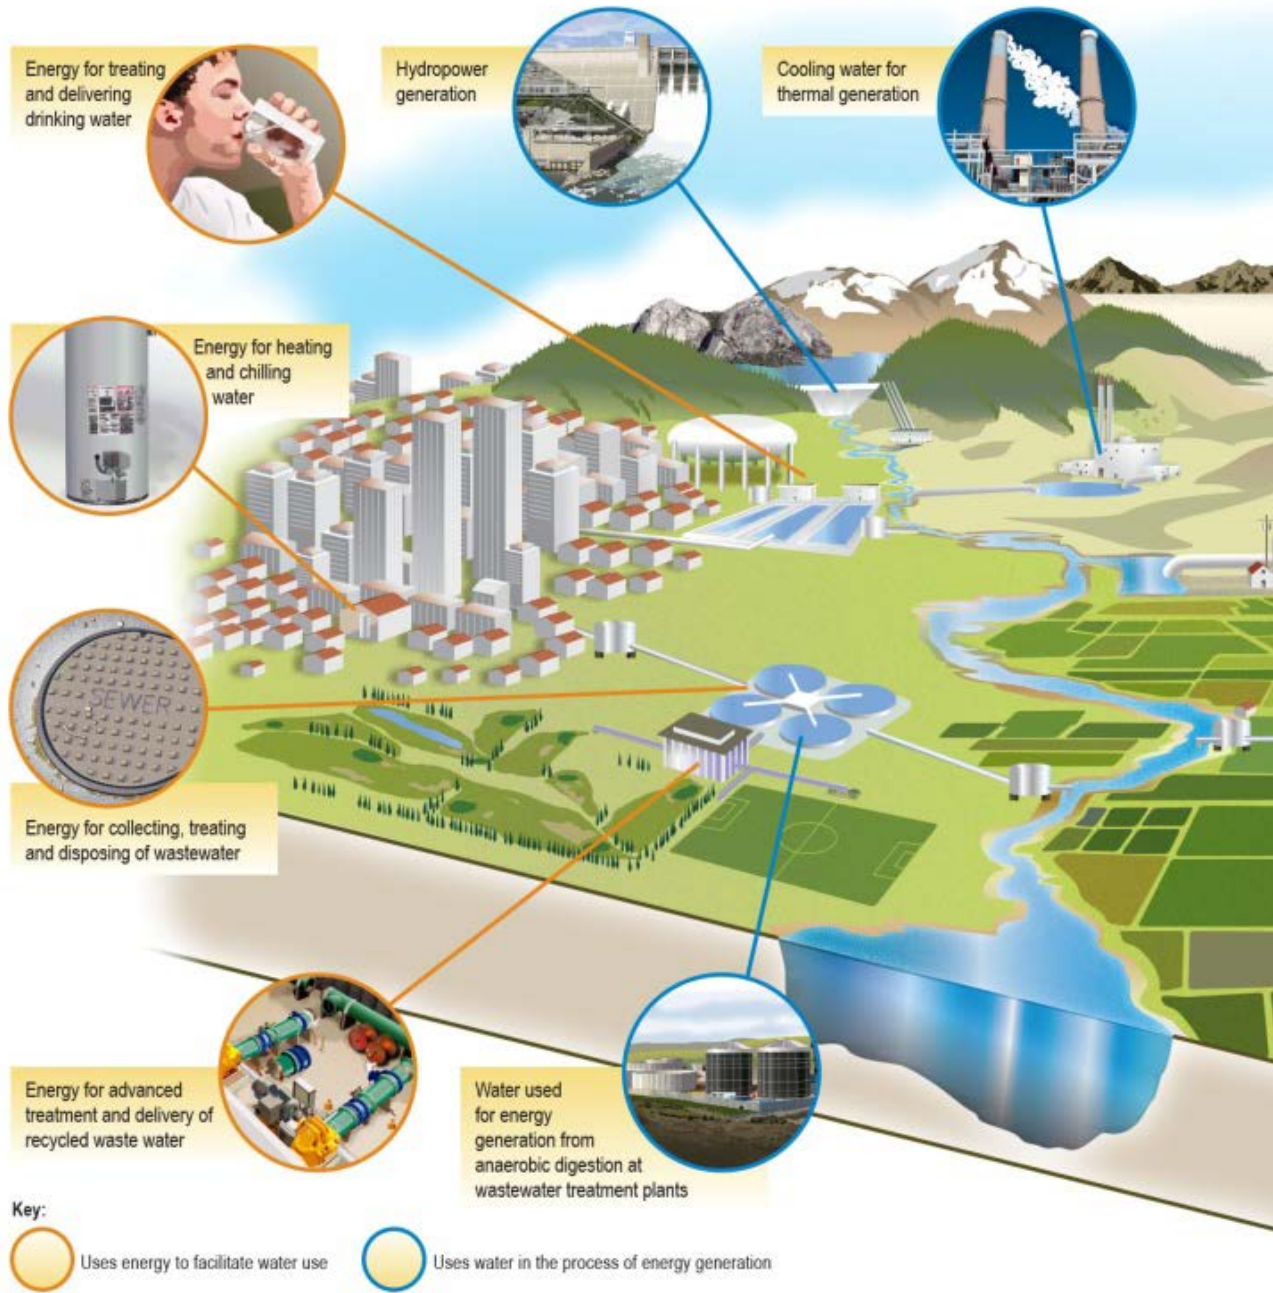 Energy for treating
and delivering
drinking water
Hydropower
generation
Cooling water for
thermal generation
Energy for heating
and chilling
water
SEWER
Energy for collecting, treating
and disposing of wastewater
Energy for advanced
treatment and delivery of
recycled waste water
Water used
for energy
generation from
anaerobic digestion at
wastewater treatment plants
Key:
Uses energy to facilitate water use
Uses water in the process of energy generation